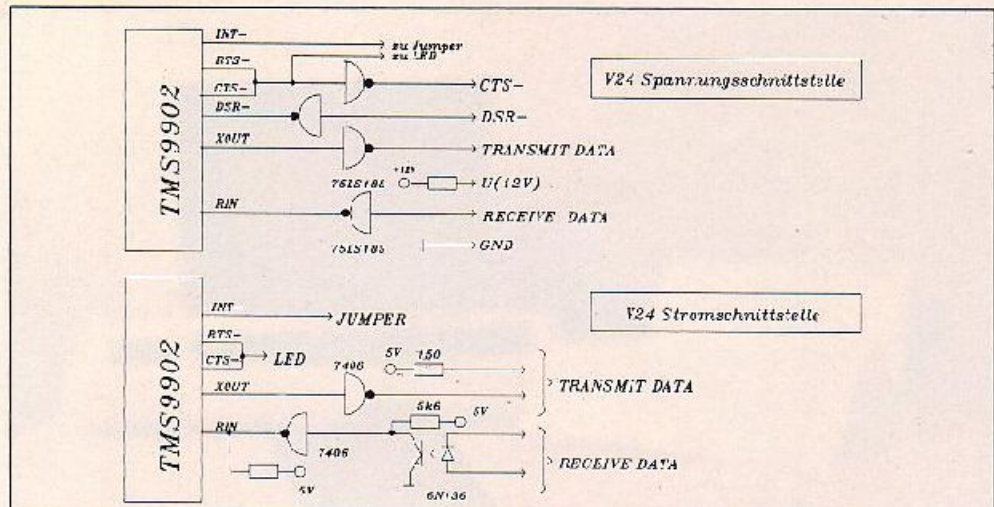 INT-
zu Jumper
zu LED
RTS-
CTS-
CTS-
DSR-
DSR-
XOUT
TRANSMIT DATA
+12V
U(12V)
RIN
RECEIVE DATA
GND
TMS9902
V24 Spannungsschnittstelle
INT
JUMPER
RTS-
CTS-
LED
XOUT
7406
5V
150
TRANSMIT DATA
5k6
5V
RIN
7406
5V
RECEIVE DATA
TMS9902
V24 Stromschnittstelle